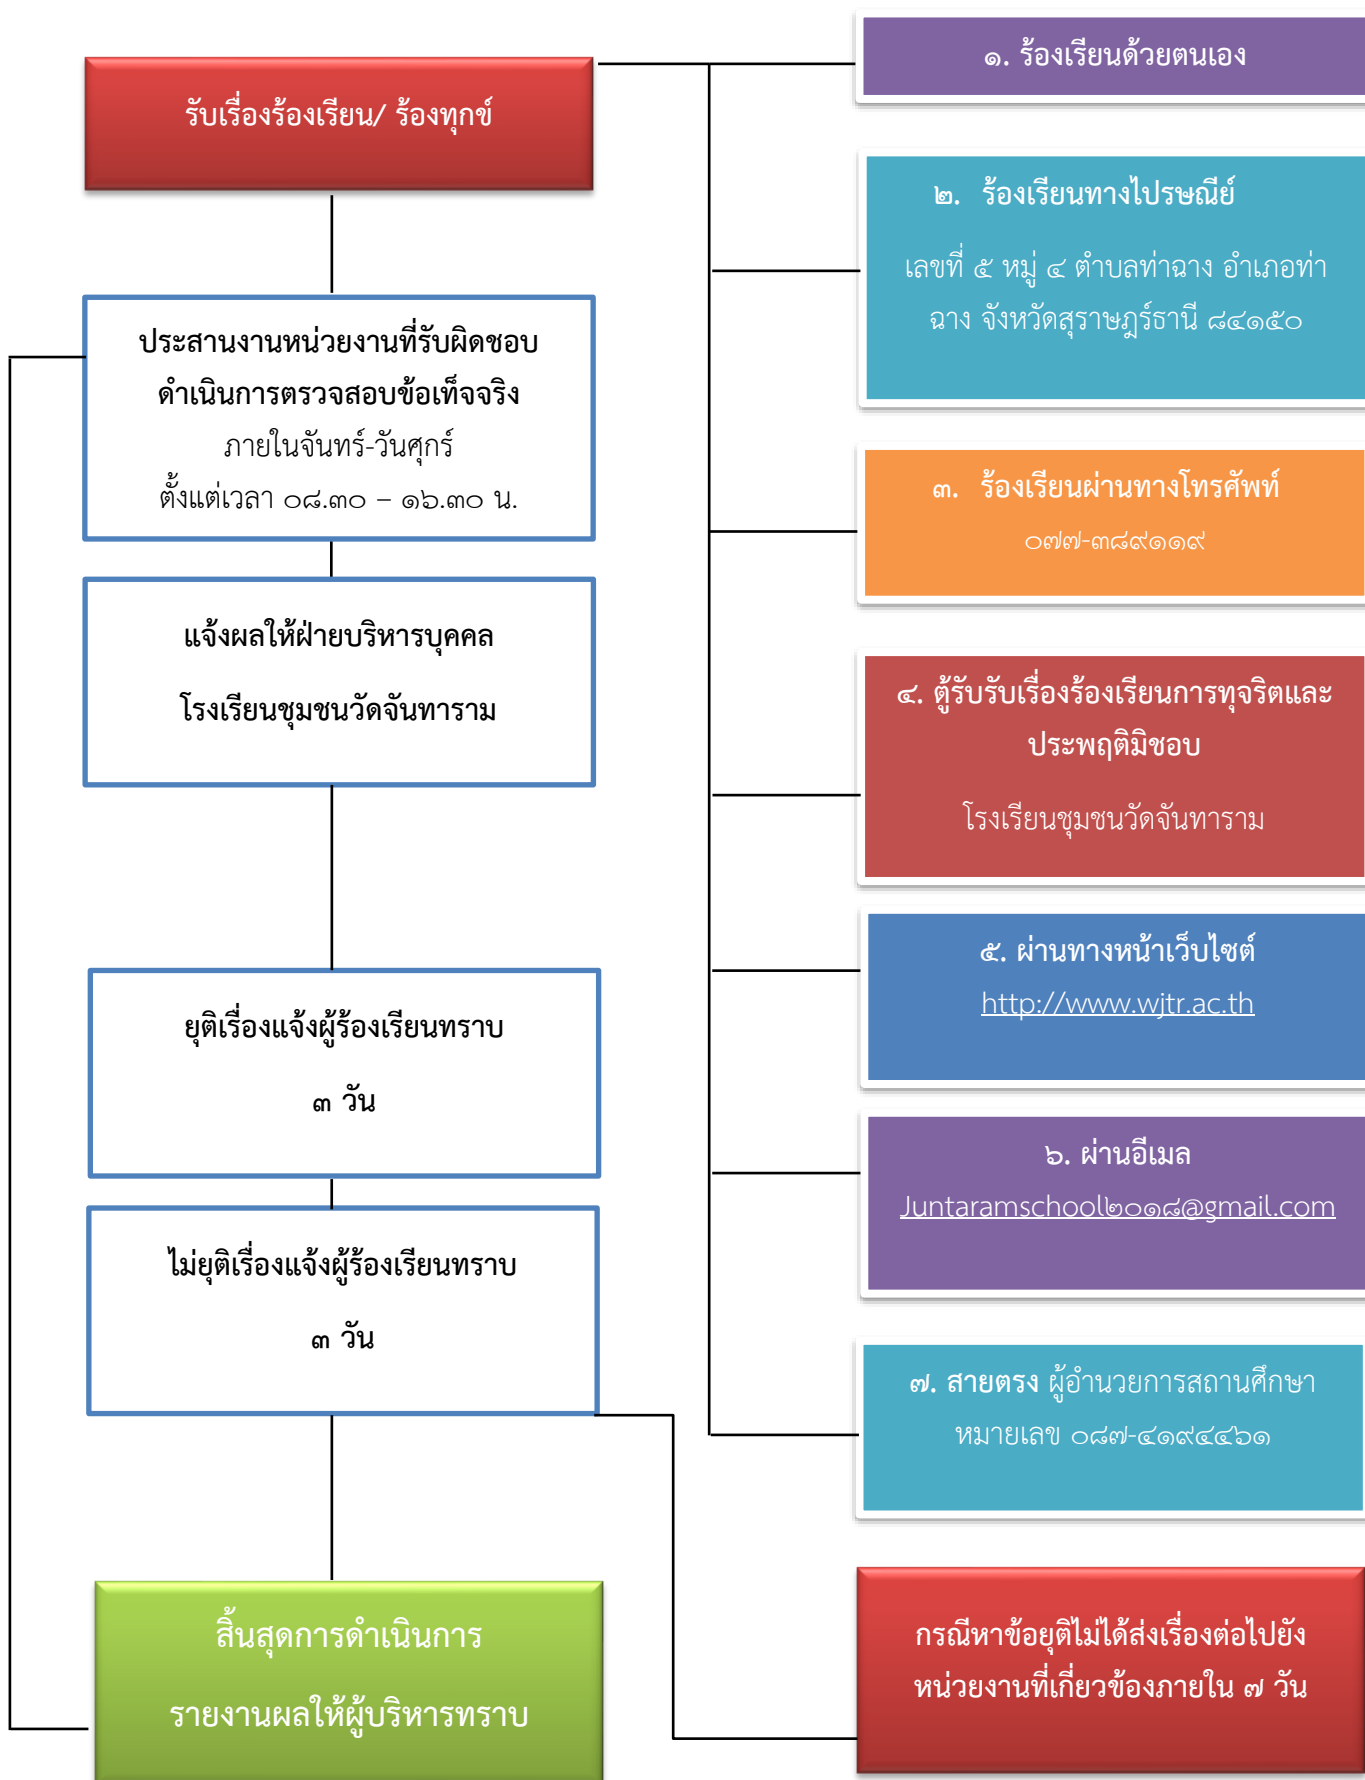 รับเรื่องร้องเรียน/ ร้องทุกข์
ประสานงานหน่วยงานที่รับผิดชอบ
ดำเนินการตรวจสอบข้อเท็จจริง
ภายในจันทร์-วันศุกร์
ตั้งแต่เวลา ๐๘.๓๐ – ๑๖.๓๐ น.
แจ้งผลให้ฝ่ายบริหารบุคคล
โรงเรียนชุมชนวัดจันทาราม
ยุติเรื่องแจ้งผู้ร้องเรียนทราบ
๓ วัน
ไม่ยุติเรื่องแจ้งผู้ร้องเรียนทราบ
๓ วัน
สิ้นสุดการดำเนินการ
รายงานผลให้ผู้บริหารทราบ
๑. ร้องเรียนด้วยตนเอง
๒. ร้องเรียนทางไปรษณีย์
เลขที่ ๕ หมู่ ๔ ตำบลท่าฉาง อำเภอท่า
ฉาง จังหวัดสุราษฎร์ธานี ๘๔๑๕๐
๓. ร้องเรียนผ่านทางโทรศัพท์
๐๗๗-๓๘๙๑๑๙
๔. ตู้รับรับเรื่องร้องเรียนการทุจริตและ
ประพฤติมิชอบ
โรงเรียนชุมชนวัดจันทาราม
๕. ผ่านทางหน้าเว็บไซต์
http://www.wjtr.ac.th
๖. ผ่านอีเมล
Juntaramschool๒๐๑๘@gmail.com
๗. สายตรง ผู้อำนวยการสถานศึกษา
หมายเลข ๐๘๗-๔๑๙๔๔๖๑
กรณีหาข้อยุติไม่ได้ส่งเรื่องต่อไปยัง
หน่วยงานที่เกี่ยวข้องภายใน ๗ วัน